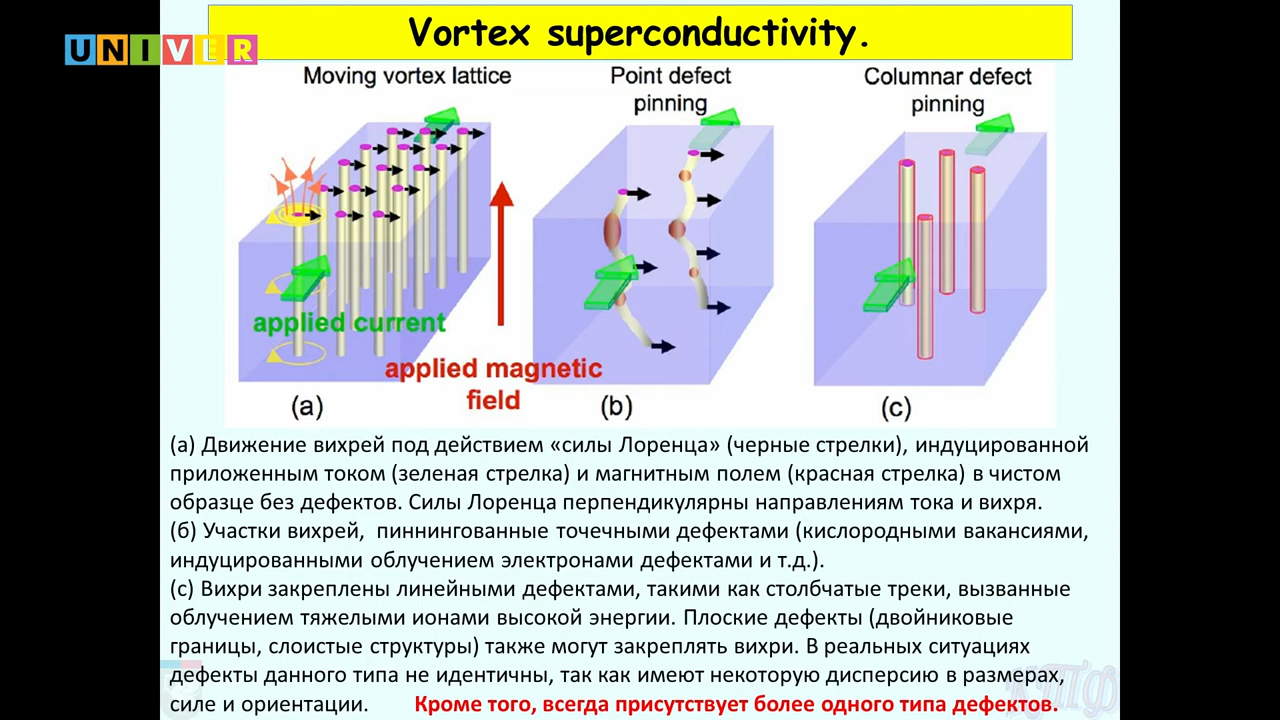 Vortex superconductivity.
UNIVER
Moving vortex lattice
Point defect
pinning
Columnar defect
pinning
applied current
applied magnetic
field
(a)
(b)
(c)
(а) Движение вихрей под действием «силы Лоренца» (черные стрелки), индуцированной
приложенным током (зеленая стрелка) и магнитным полем (красная стрелка) в чистом
образце без дефектов. Силы Лоренца перпендикулярны направлениям тока и вихря.
(б) Участки вихрей, пиннингованные точечными дефектами (кислородными вакансиями,
индуцированными облучением электронами дефектами и т.д.).
(с) Вихри закреплены линейными дефектами, такими как столбчатые треки, вызванные
облучением тяжелыми ионами высокой энергии. Плоские дефекты (двойниковые
границы, слоистые структуры) также могут закреплять вихри. В реальных ситуациях
дефекты данного типа не идентичны, так как имеют некоторую дисперсию в размерах,
силе и ориентации. Кроме того, всегда присутствует более одного типа дефектов.